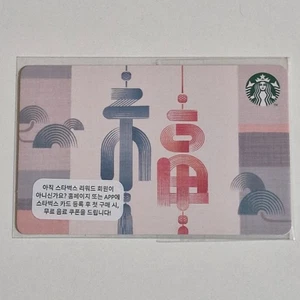 福
아직 스타벅스 리워드 회원이
아니신가요? 홈페이지 또는 APP에
스타벅스 카드 등록 후 첫 구매 시,
무료 음료 쿠폰을 드립니다!